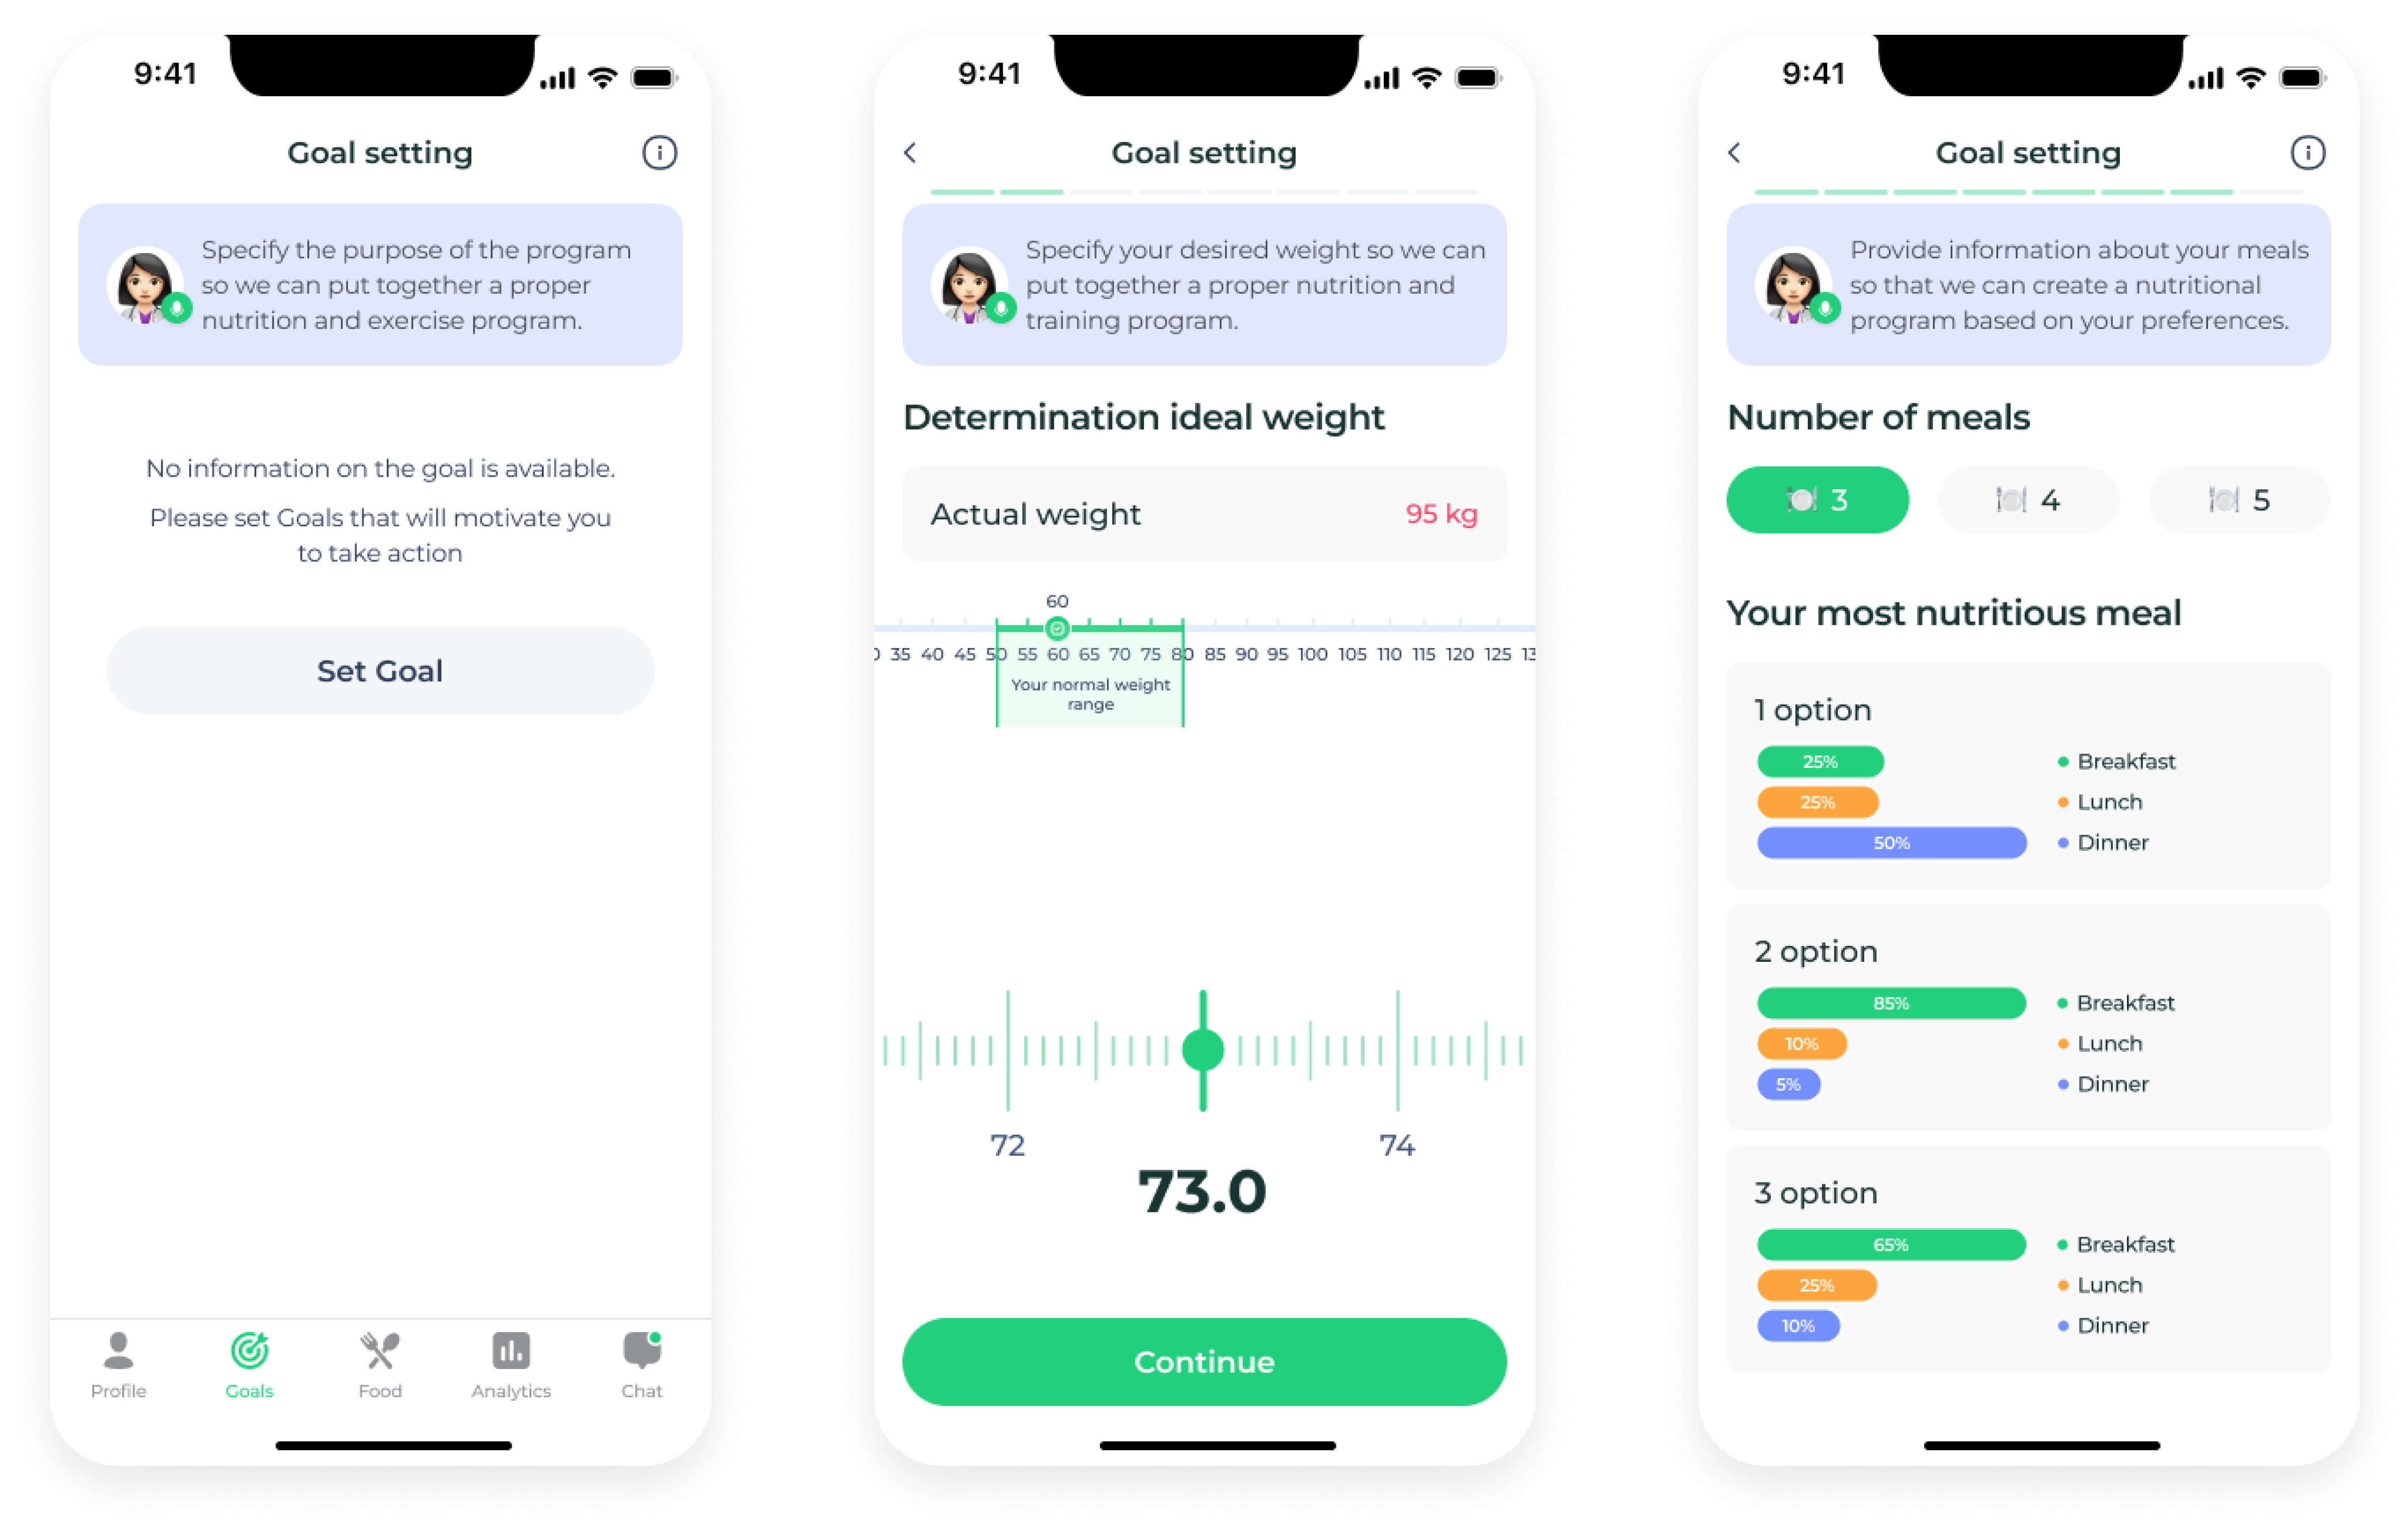 9:41
Goal setting
Specify the purpose of the program
so we can put together a proper
nutrition and exercise program.
No information on the goal is available.
Please set Goals that will motivate you
to take action
Set Goal
Profile
Goals
Food
Analytics
Chat
9:41
Goal setting
Specify your desired weight so we can
put together a proper nutrition and
training program.
Determination ideal weight
Actual weight 95 kg
60
0 35 40 45 50 55 60 65 70 75 80 85 90 95 100 105 110 115 120 125 13
Your normal weight
range
72 74
73.0
Continue
9:41
Goal setting
Provide information about your meals
so that we can create a nutritional
program based on your preferences.
Number of meals
3 4 5
Your most nutritious meal
1 option
25% Breakfast
25% Lunch
50% Dinner
2 option
85% Breakfast
10% Lunch
5% Dinner
3 option
65% Breakfast
25% Lunch
10% Dinner